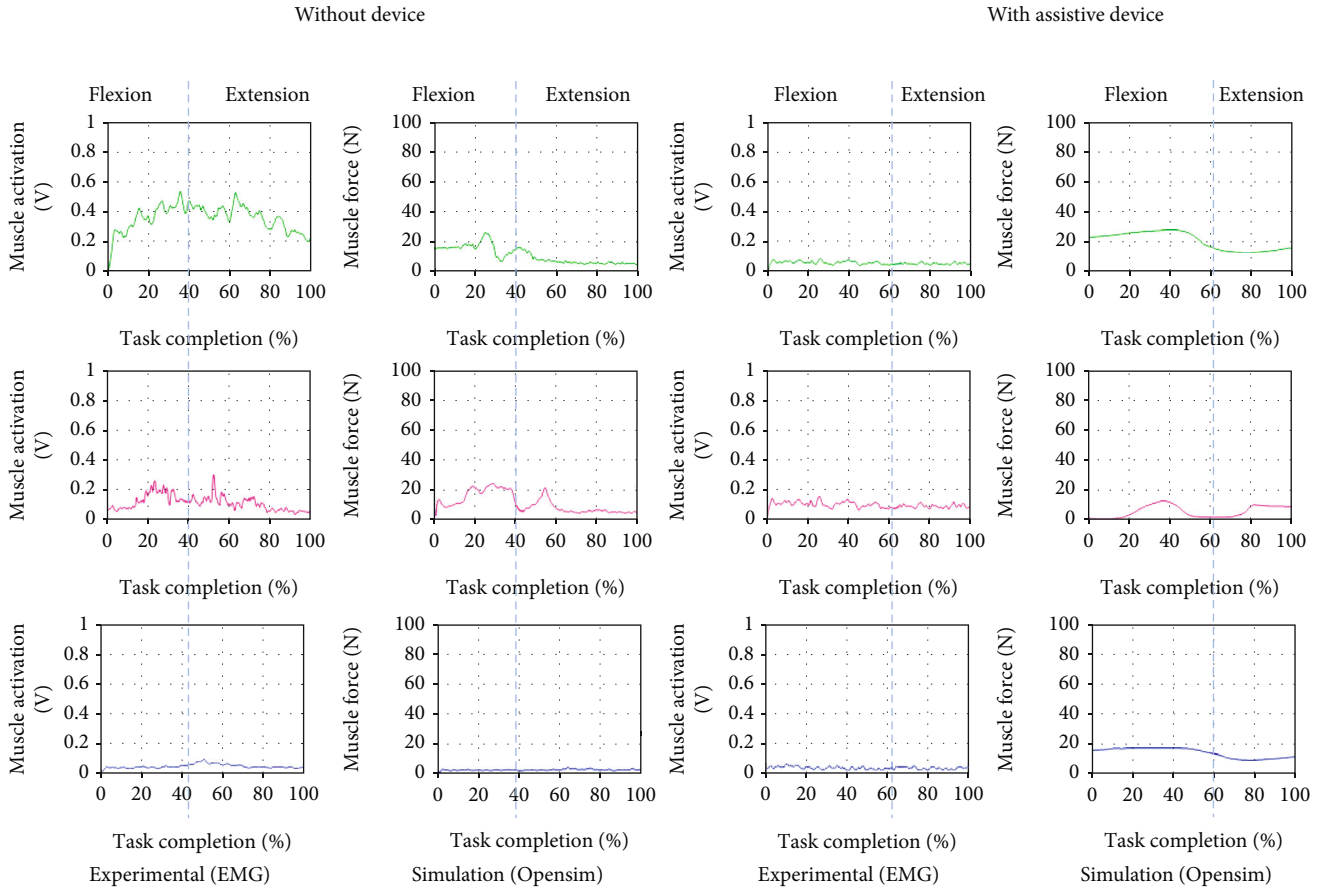 Without device
With assistive device
Flexion Extension
Flexion Extension
Flexion Extension
Flexion Extension
Muscle activation
(V)
1
0.8
0.6
0.4
0.2
0
0 20 40 60 80 100
Task completion (%)
Muscle force (N)
100
80
60
40
20
0
0 20 40 60 80 100
Task completion (%)
Muscle activation
(V)
1
0.8
0.6
0.4
0.2
0
0 20 40 60 80 100
Task completion (%)
Muscle force (N)
100
80
60
40
20
0
0 20 40 60 80 100
Task completion (%)
Muscle activation
(V)
1
0.8
0.6
0.4
0.2
0
0 20 40 60 80 100
Task completion (%)
Muscle force (N)
100
80
60
40
20
0
0 20 40 60 80 100
Task completion (%)
Muscle activation
(V)
1
0.8
0.6
0.4
0.2
0
0 20 40 60 80 100
Task completion (%)
Muscle force (N)
100
80
60
40
20
0
0 20 40 60 80 100
Task completion (%)
Muscle activation
(V)
1
0.8
0.6
0.4
0.2
0
0 20 40 60 80 100
Task completion (%)
Muscle force (N)
100
80
60
40
20
0
0 20 40 60 80 100
Task completion (%)
Muscle activation
(V)
1
0.8
0.6
0.4
0.2
0
0 20 40 60 80 100
Task completion (%)
Muscle force (N)
100
80
60
40
20
0
0 20 40 60 80 100
Task completion (%)
Experimental (EMG)
Simulation (Opensim)
Experimental (EMG)
Simulation (Opensim)